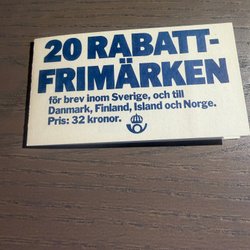 20 RABATT-
FRIMÄRKEN
för brev inom Sverige, och till
Danmark, Finland, Island och Norge.
Pris: 32 kronor.